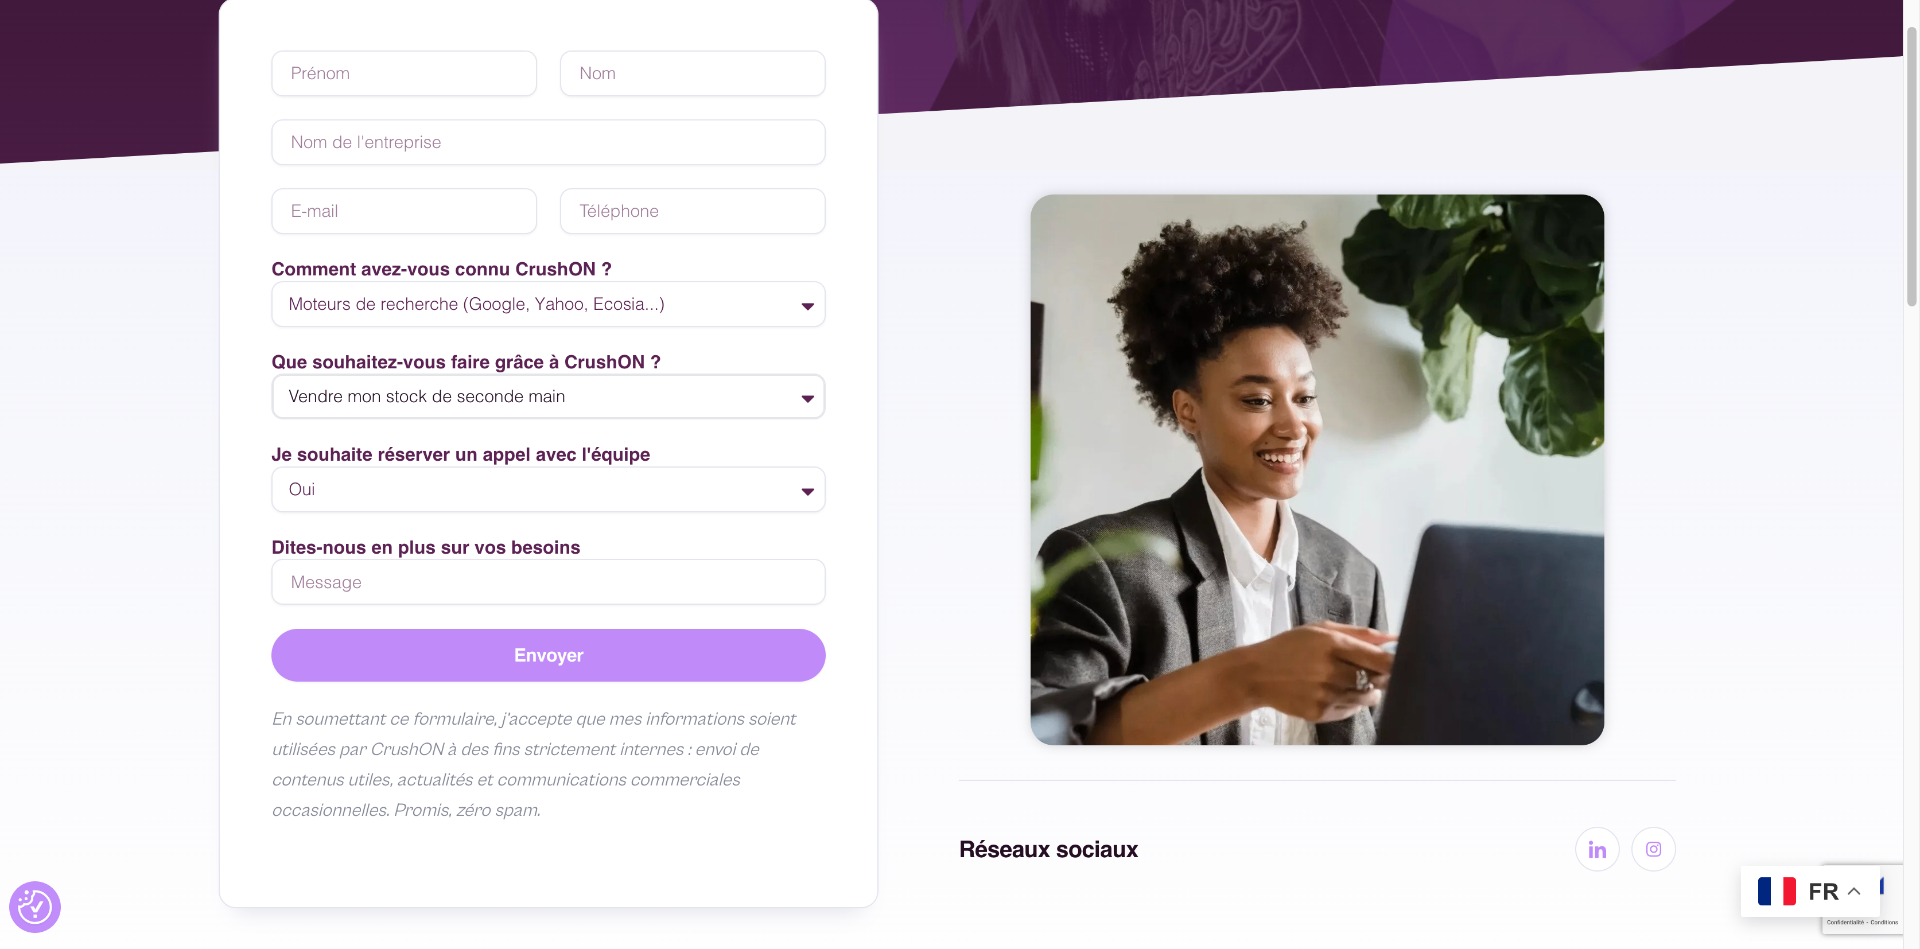 Prénom
Nom
Nom de l'entreprise
E-mail
Téléphone
Comment avez-vous connu CrushON ?
Moteurs de recherche (Google, Yahoo, Ecosia...)
Que souhaitez-vous faire grâce à CrushON ?
Vendre mon stock de seconde main
Je souhaite réserver un appel avec l'équipe
Oui
Dites-nous en plus sur vos besoins
Message
Envoyer
En soumettant ce formulaire, j'accepte que mes informations soient
utilisées par CrushON à des fins strictement internes : envoi de
contenus utiles, actualités et communications commerciales
occasionnelles. Promis, zéro spam.
Réseaux sociaux
in
FR
Confidentialité - Conditions